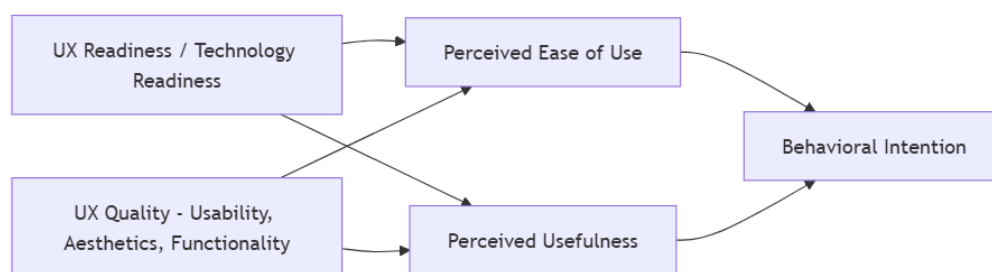 UX Readiness / Technology
Readiness
Perceived Ease of Use
Behavioral Intention
UX Quality - Usability,
Aesthetics, Functionality
Perceived Usefulness